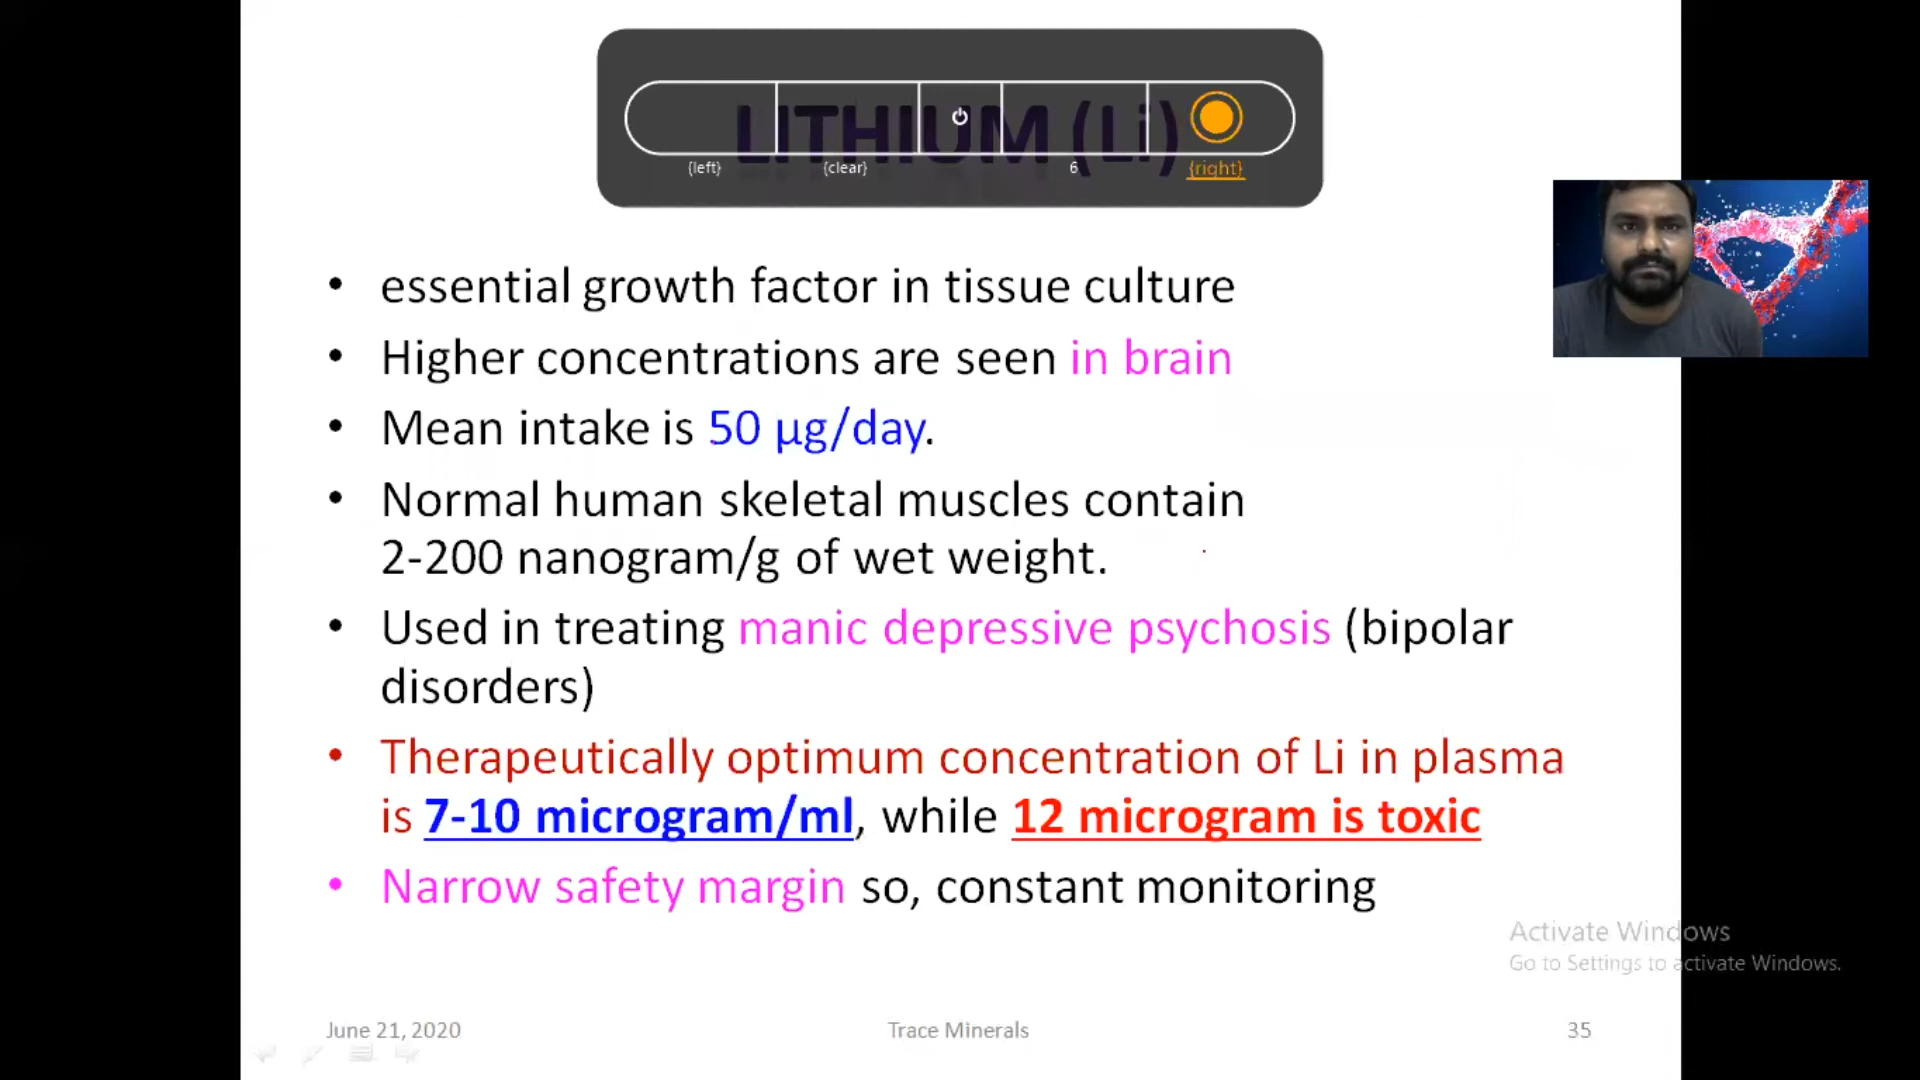 LITHIUM (Li)
{left} {clear} 6 {right}
• essential growth factor in tissue culture
• Higher concentrations are seen in brain
• Mean intake is 50 µg/day.
• Normal human skeletal muscles contain
2-200 nanogram/g of wet weight.
• Used in treating manic depressive psychosis (bipolar
disorders)
• Therapeutically optimum concentration of Li in plasma
is 7-10 microgram/ml, while 12 microgram is toxic
• Narrow safety margin so, constant monitoring
Activate Windows
Go to Settings to activate Windows.
June 21, 2020 Trace Minerals 35